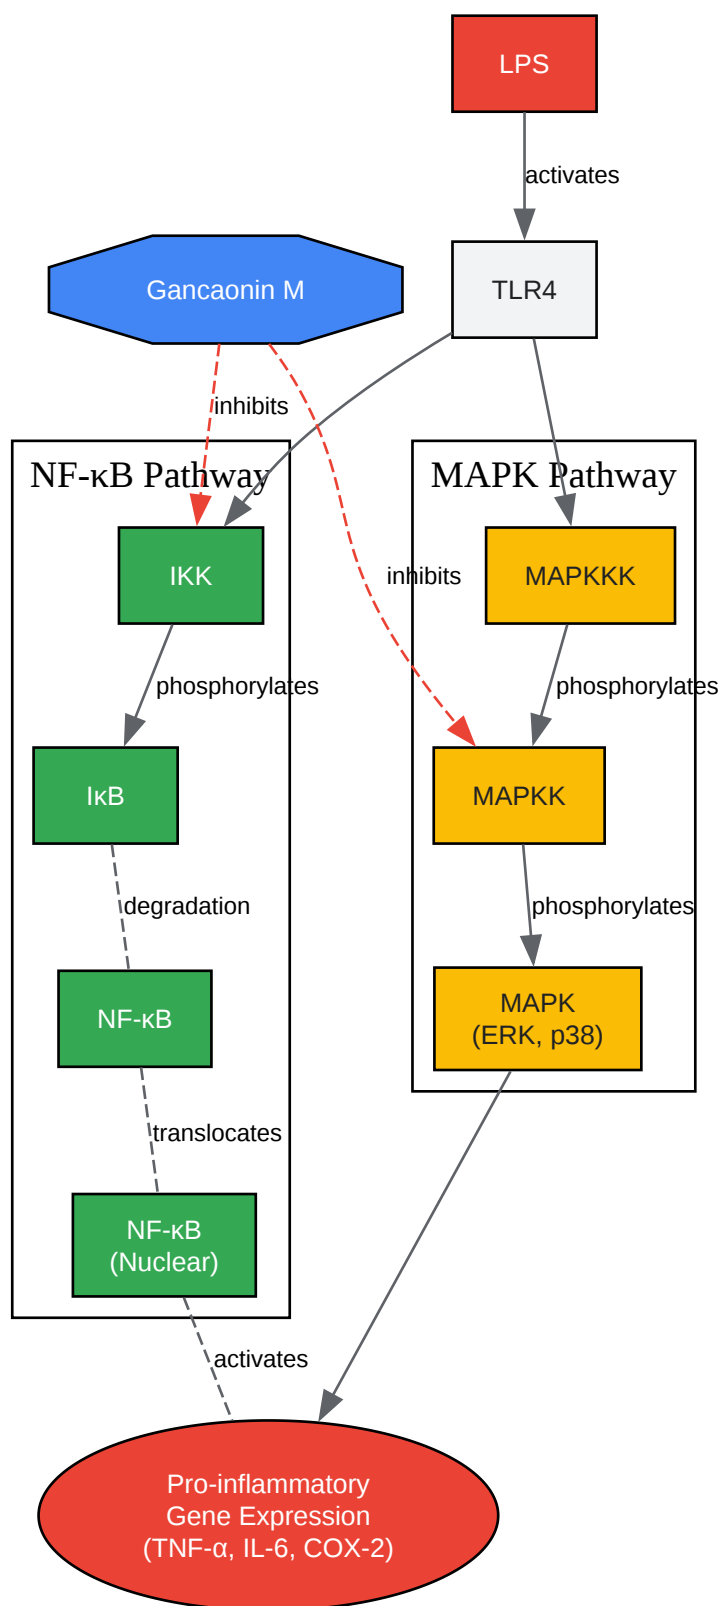 LPS
activates
Gancaonin M
TLR4
inhibits
NF-κB Pathway
MAPK Pathway
IKK
inhibits
MAPKKK
phosphorylates
phosphorylates
IκB
MAPKK
degradation
phosphorylates
NF-κB
MAPK
(ERK, p38)
translocates
NF-κB
(Nuclear)
activates
Pro-inflammatory
Gene Expression
(TNF-α, IL-6, COX-2)